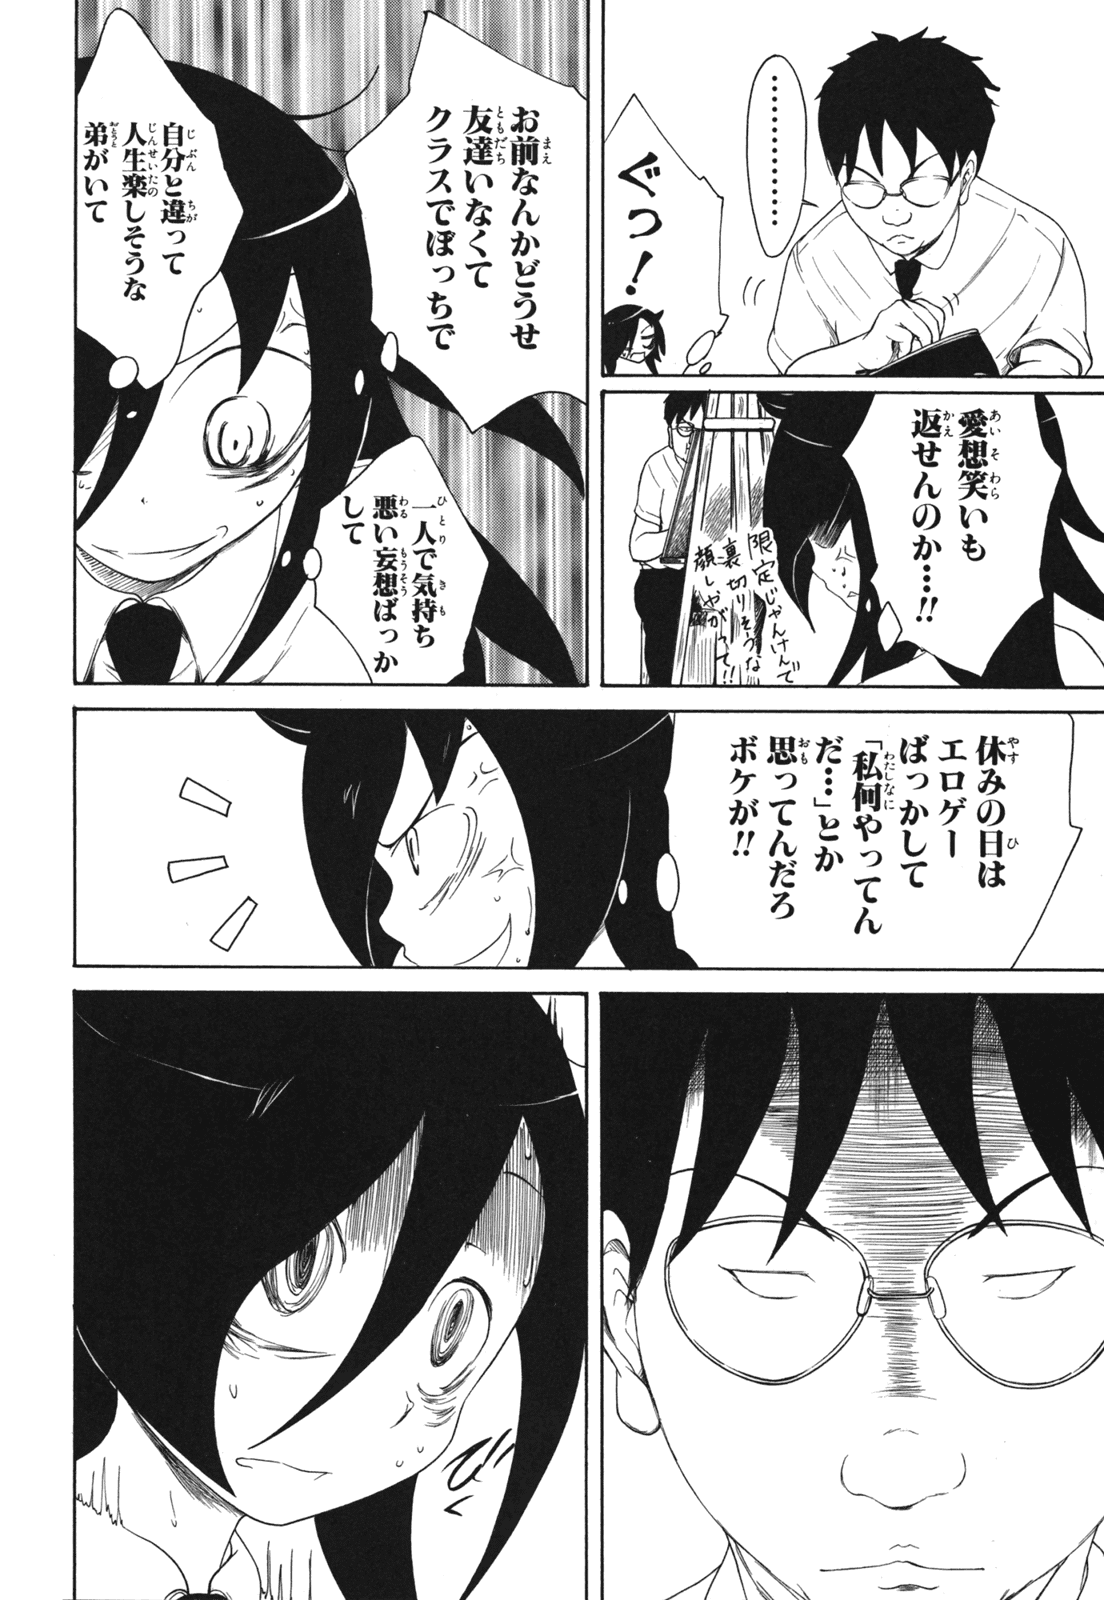 …………
ぐっ！
愛想笑いも
返せんのか…!!
限定じゃんけんで
裏切りそうな
顔しやがって!!
お前なんかどうせ
友達いなくて
クラスでぼっちで
自分と違って
人生楽しそうな
弟がいて
一人で気持ち
悪い妄想ばっか
して
休みの日は
エロゲー
ばっかして
「私何やってん
だ…」とか
思ってんだろ
ボケが!!
びくっ